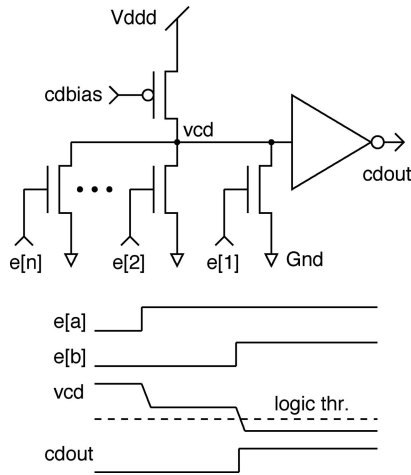 Vddd
cdbias
vcd
cdout
e[n]
e[2]
e[1]
Gnd
e[a]
e[b]
vcd
logic thr.
cdout